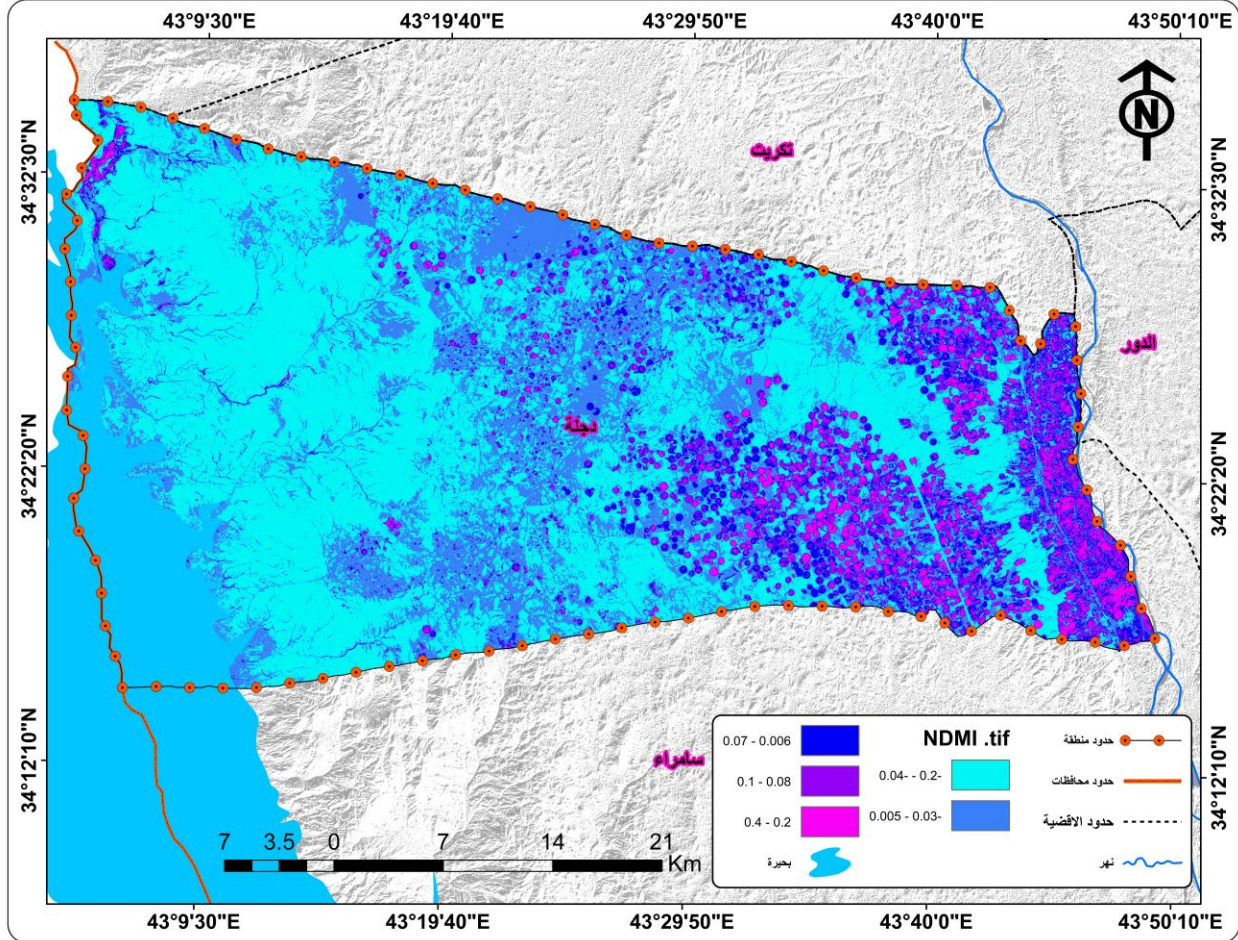 43°9'30"E 43°19'40"E 43°29'50"E 43°40'0"E 43°50'10"E
34°32'30"N
34°22'20"N
34°12'10"N
N
تكريت
الدور
دجلة
سامراء
34°32'30"N
34°22'20"N
34°12'10"N
NDMI .tif
0.04- - 0.2-
0.005 - 0.03-
0.07 - 0.006
0.1 - 0.08
0.4 - 0.2
بحيرة
حدود منطقة
حدود محافظات
حدود الاقضية
نهر
7 3.5 0 7 14 21
Km
43°9'30"E 43°19'40"E 43°29'50"E 43°40'0"E 43°50'10"E